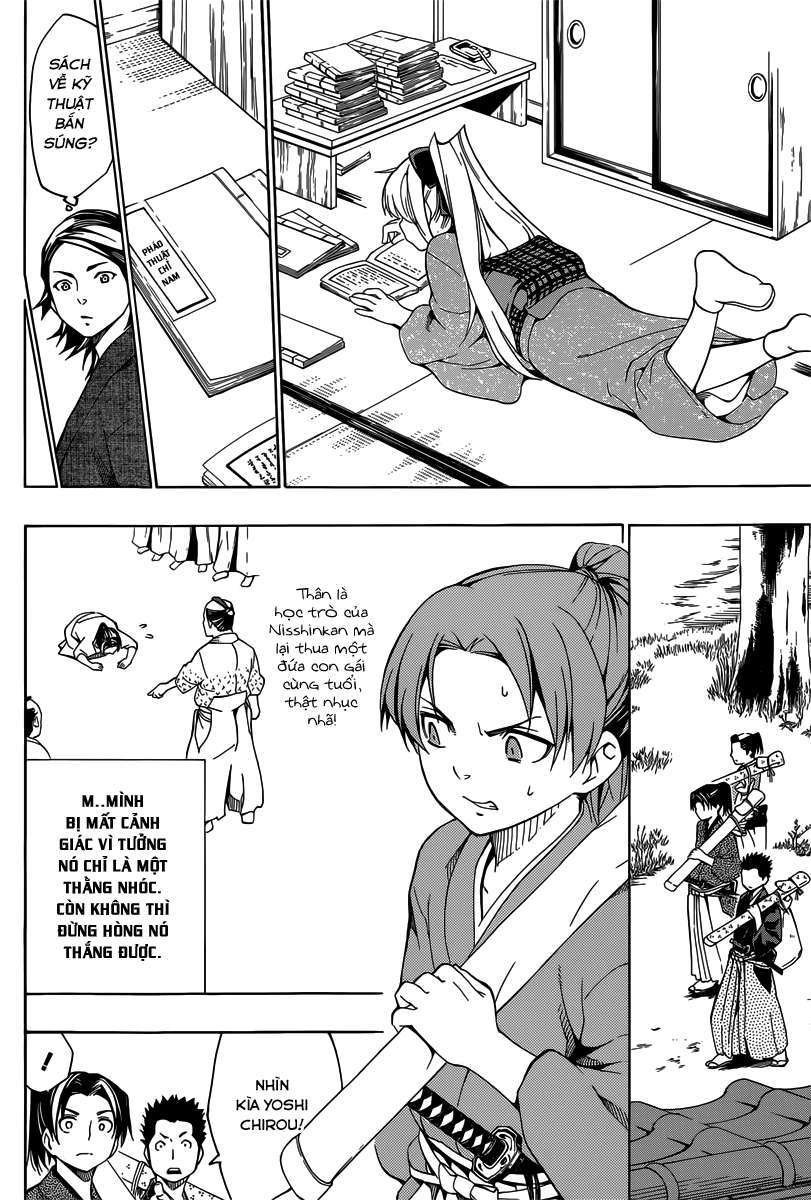 SÁCH
VỀ KỸ
THUẬT
BẮN
SÚNG?
PHÁO
THUẬT
CHỈ
NAM
Thân là
học trò của
Nisshinkan mà
lại thua một
đứa con gái
cùng tuổi,
thật nhục
nhã!
M..MÌNH
BỊ MẤT CẢNH
GIÁC VÌ TƯỞNG
NÓ CHỈ LÀ MỘT
THẰNG NHÓC.
CÒN KHÔNG THÌ
ĐỪNG HÒNG NÓ
THẮNG ĐƯỢC.
!
NHÌN
KÌA YOSHI
CHIROU!